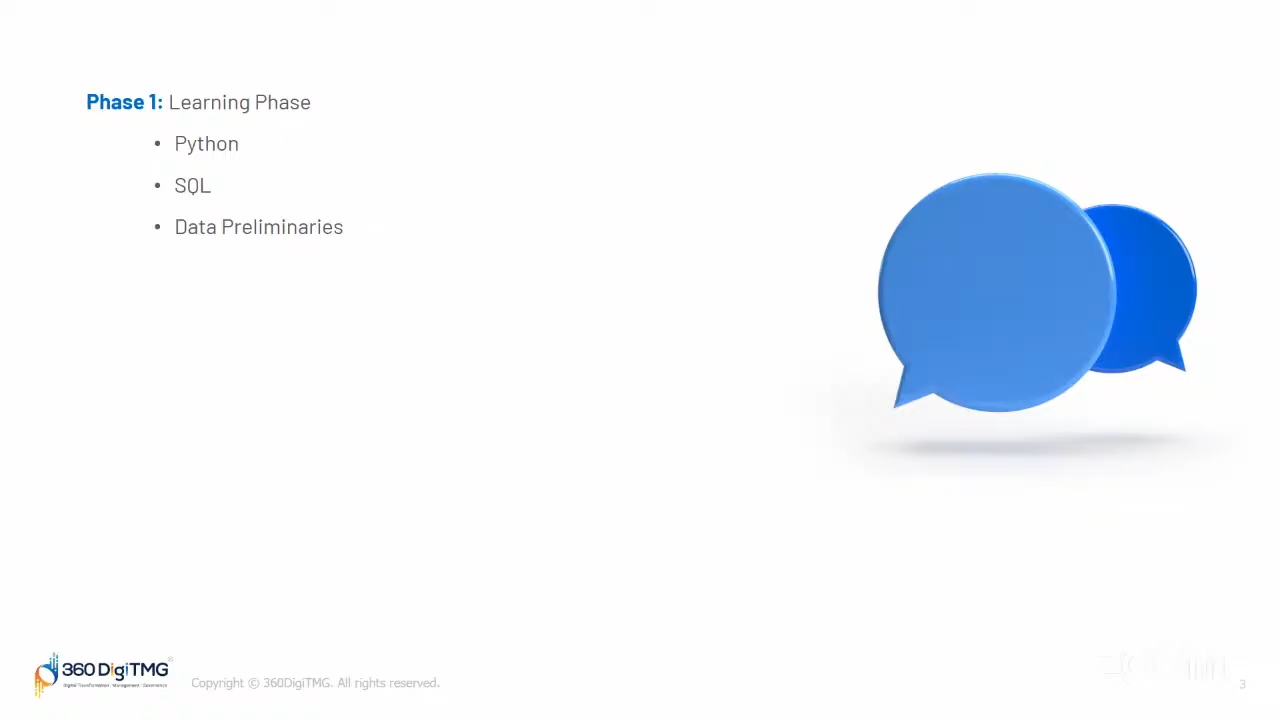 Phase 1: Learning Phase
• Python
• SQL
• Data Preliminaries
360DigiTMG®
Digital Transformation | Management | Governance
Copyright © 360DigiTMG. All rights reserved.
3